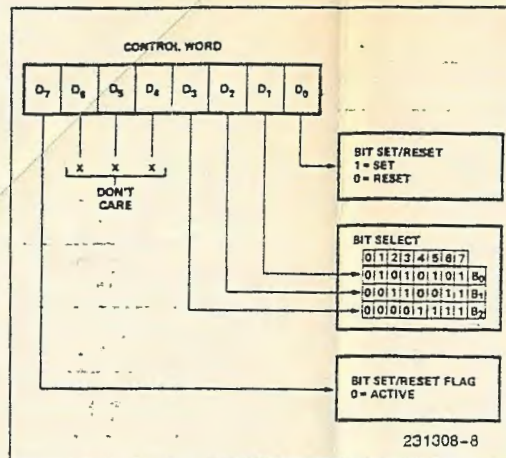 CONTROL WORD
D7 D6 D5 D4 D3 D2 D1 D0
X X X
DON'T
CARE
BIT SET/RESET
1 = SET
0 = RESET
BIT SELECT
0 1 2 3 4 5 6 7
0 1 0 1 0 1 0 1 B0
0 0 1 1 0 0 1 1 B1
0 0 0 0 1 1 1 1 B2
BIT SET/RESET FLAG
0 = ACTIVE
231308-8